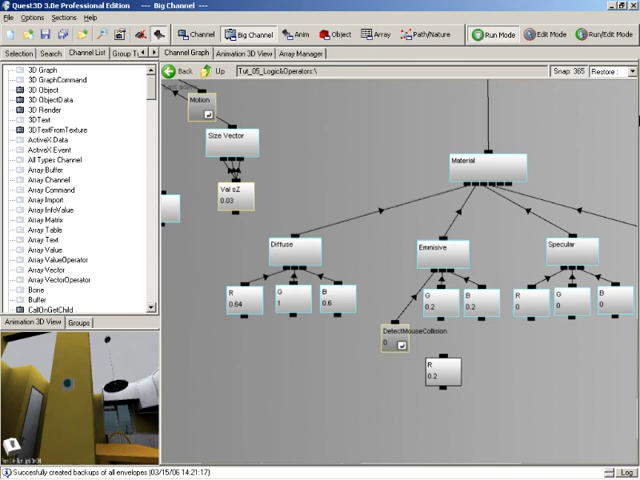 Quest3D 3.0e Professional Edition - Big Channel
File Options Sections Help
Channel Big Channel Anim Object Array Path/Nature Run Mode Edit Mode Run/Edit Mode
Selection Search Channel List Group Tu Channel Graph Animation 3D View Array Manager
Back Up Tut_05_Logic&Operators:\ Snap: 365 Restore :
3D Graph
3D GraphCommand
3D Object
3D ObjectData
3D Render
3DText
3DTextFromTexture
ActiveX Data
ActiveX Event
All Types Channel
Array Buffer
Array Channel
Array Command
Array Import
Array InfoValue
Array Matrix
Array Table
Array Text
Array Value
Array ValueOperator
Array Vector
Array VectorOperator
Bone
Buffer
CallOnGetChild
Animation 3D View Groups
Motion
Size Vector
Val sZ
0.03
Material
Diffuse
Emmisive
Specular
R
0.64
G
1
B
0.6
G
0.2
B
0.2
R
0
G
0
B
0
DetectMouseCollision
0
R
0.2
Succesfully created backups of all envelopes (03/15/06 14:21:17) Log